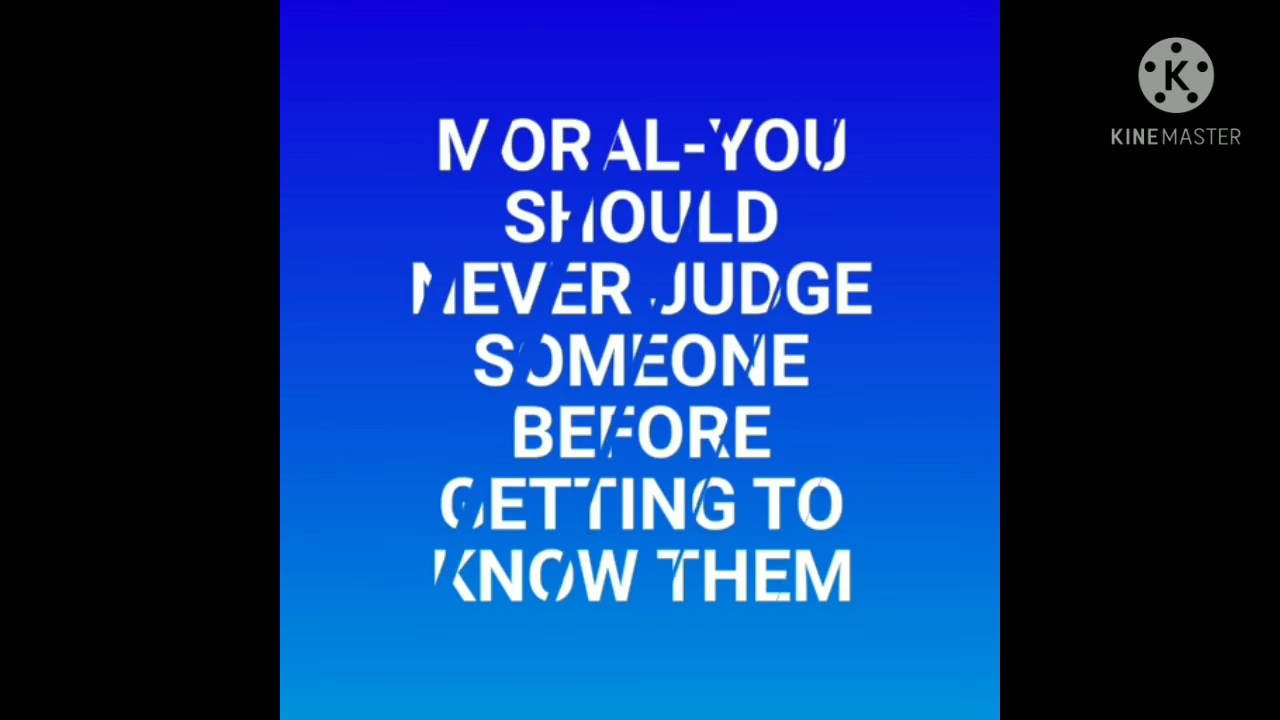 MORAL-YOU
SHOULD
NEVER JUDGE
SOMEONE
BEFORE
GETTING TO
KNOW THEM
K
KINEMASTER